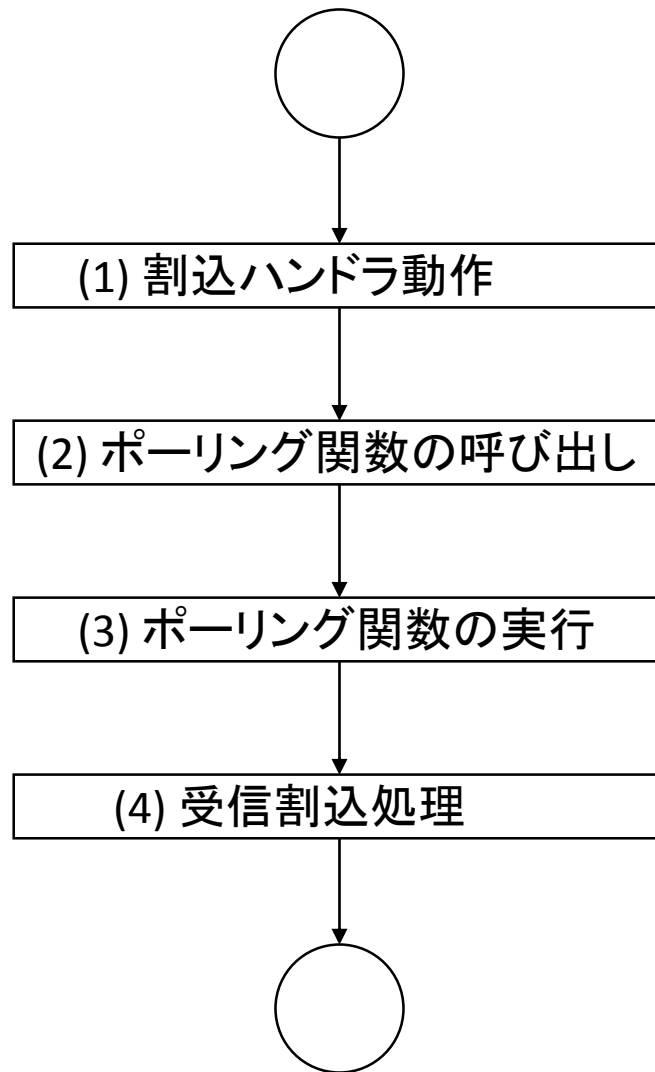 (1) 割込ハンドラ動作
(2) ポーリング関数の呼び出し
(3) ポーリング関数の実行
(4) 受信割込処理